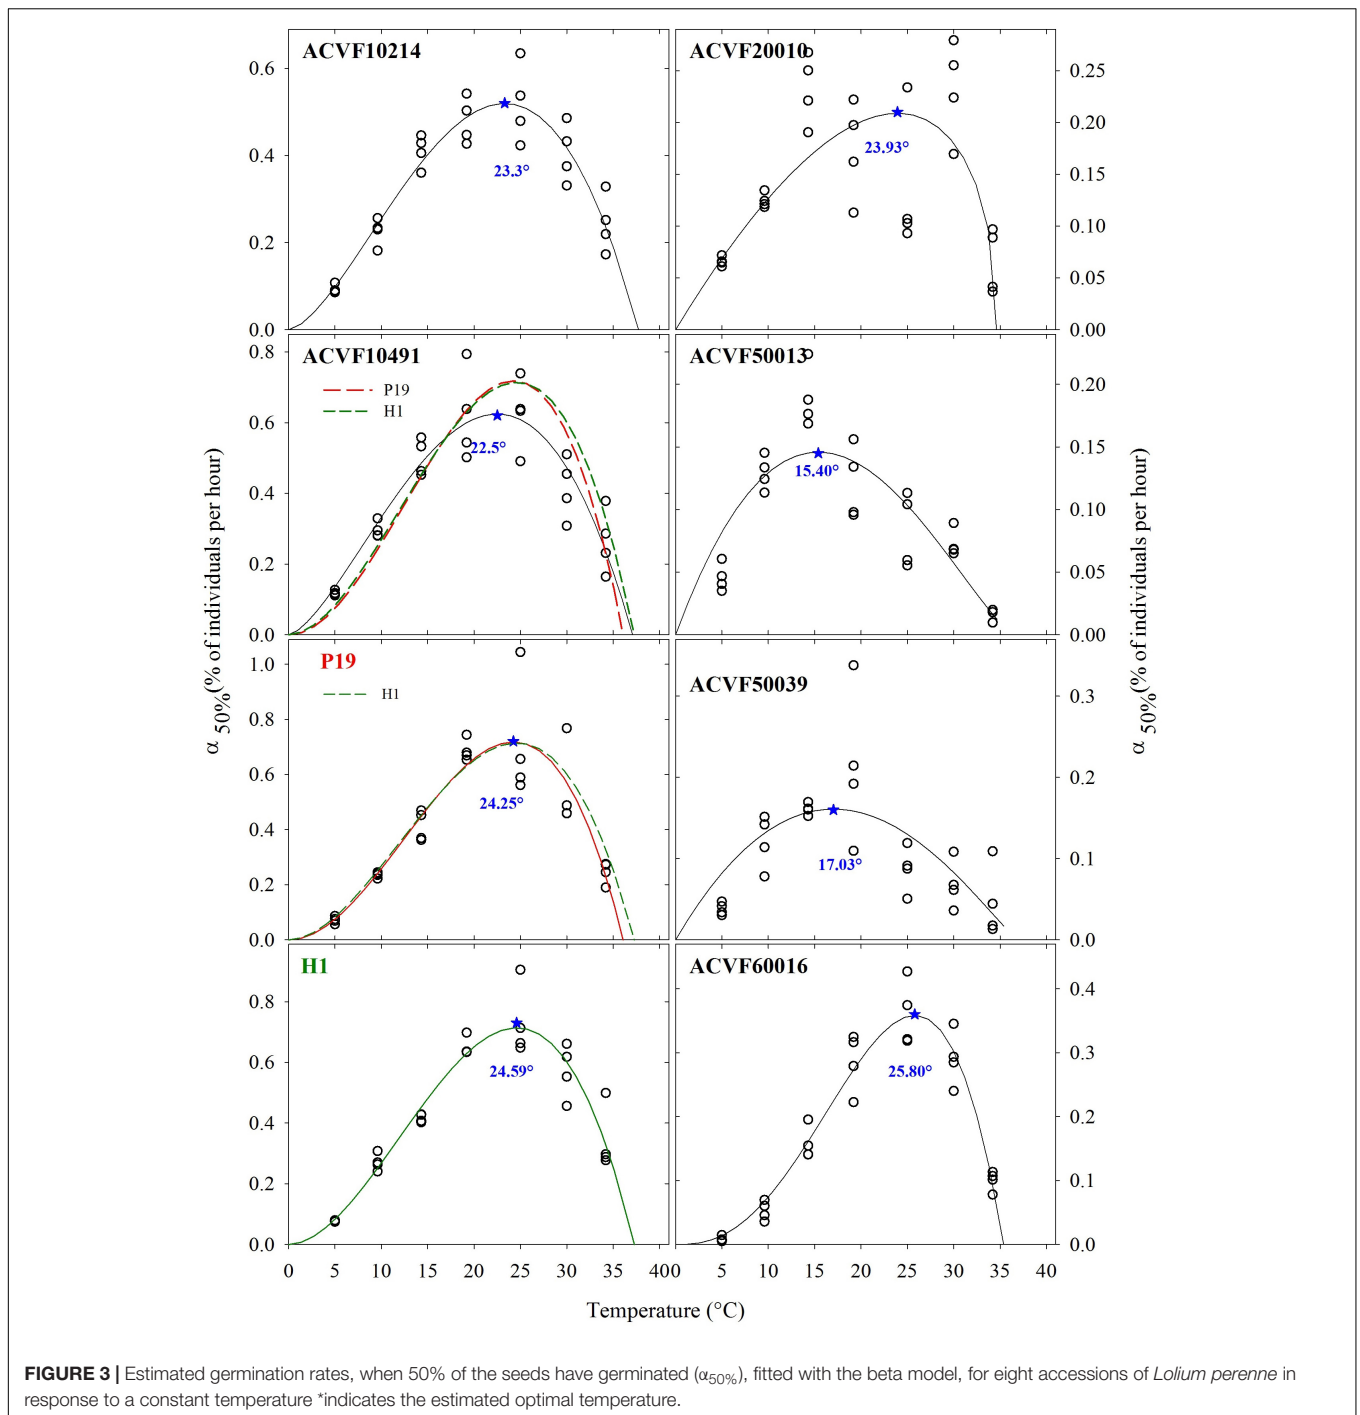 ACVF10214
0.6
0.4
0.2
0.0
23.3°
ACVF20010
0.25
0.20
0.15
0.10
0.05
0.00
23.93°
ACVF10491
P19
H1
0.8
0.6
0.4
0.2
0.0
22.5°
ACVF50013
0.20
0.15
0.10
0.05
0.00
15.40°
α 50%(% of individuals per hour)
α 50%(% of individuals per hour)
P19
H1
1.0
0.8
0.6
0.4
0.2
0.0
24.25°
ACVF50039
0.3
0.2
0.1
0.0
17.03°
H1
0.8
0.6
0.4
0.2
0.0
24.59°
ACVF60016
0.4
0.3
0.2
0.1
0.0
25.80°
0 5 10 15 20 25 30 35 400 5 10 15 20 25 30 35 40
Temperature (°C)
FIGURE 3 | Estimated germination rates, when 50% of the seeds have germinated (α50%), fitted with the beta model, for eight accessions of Lolium perenne in
response to a constant temperature *indicates the estimated optimal temperature.